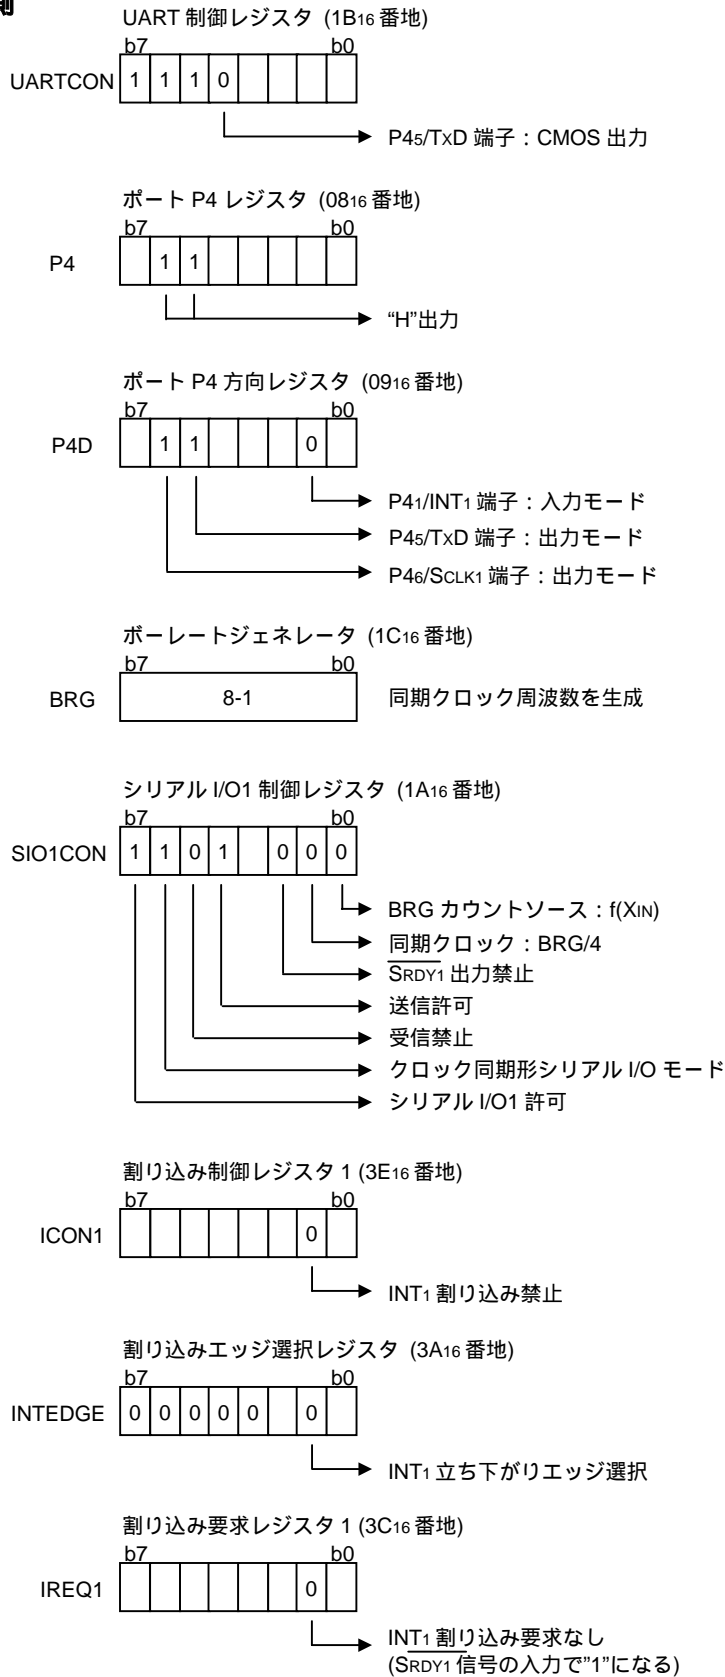 側
UART 制御レジスタ (1B16 番地)
b7 b0
UARTCON 1 1 1 0
P45/TxD 端子：CMOS 出力
ポート P4 レジスタ (0816 番地)
b7 b0
P4 1 1
“H”出力
ポート P4 方向レジスタ (0916 番地)
b7 b0
P4D 1 1 0
P41/INT1 端子：入力モード
P45/TxD 端子：出力モード
P46/SCLK1 端子：出力モード
ボーレートジェネレータ (1C16 番地)
b7 b0
BRG 8-1 同期クロック周波数を生成
シリアル I/O1 制御レジスタ (1A16 番地)
b7 b0
SIO1CON 1 1 0 1 0 0 0
BRG カウントソース：f(XIN)
同期クロック：BRG/4
SRDY1 出力禁止
送信許可
受信禁止
クロック同期形シリアル I/O モード
シリアル I/O1 許可
割り込み制御レジスタ 1 (3E16 番地)
b7 b0
ICON1 0
INT1 割り込み禁止
割り込みエッジ選択レジスタ (3A16 番地)
b7 b0
INTEDGE 0 0 0 0 0 0
INT1 立ち下がりエッジ選択
割り込み要求レジスタ 1 (3C16 番地)
b7 b0
IREQ1 0
INT1 割り込み要求なし
(SRDY1 信号の入力で”1”になる)